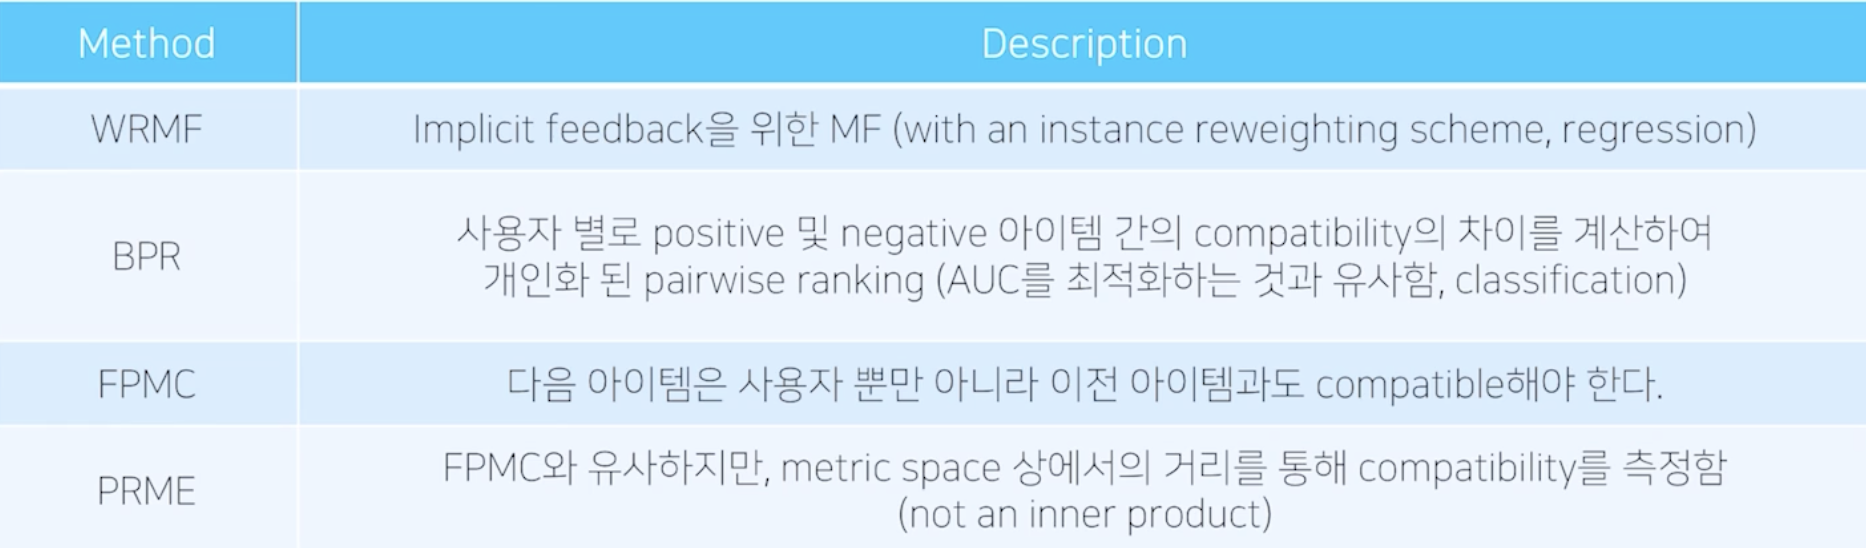 Method
Description
WRMF
Implicit feedback을 위한 MF (with an instance reweighting scheme, regression)
BPR
사용자 별로 positive 및 negative 아이템 간의 compatibility의 차이를 계산하여
개인화 된 pairwise ranking (AUC를 최적화하는 것과 유사함, classification)
FPMC
다음 아이템은 사용자 뿐만 아니라 이전 아이템과도 compatible해야 한다.
PRME
FPMC와 유사하지만, metric space 상에서의 거리를 통해 compatibility를 측정함
(not an inner product)